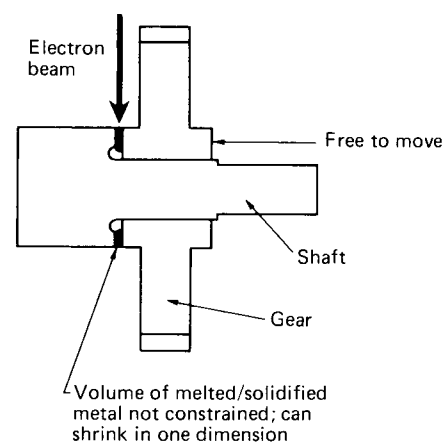 Electron
beam
Free to move
Shaft
Gear
Volume of melted/solidified
metal not constrained; can
shrink in one dimension